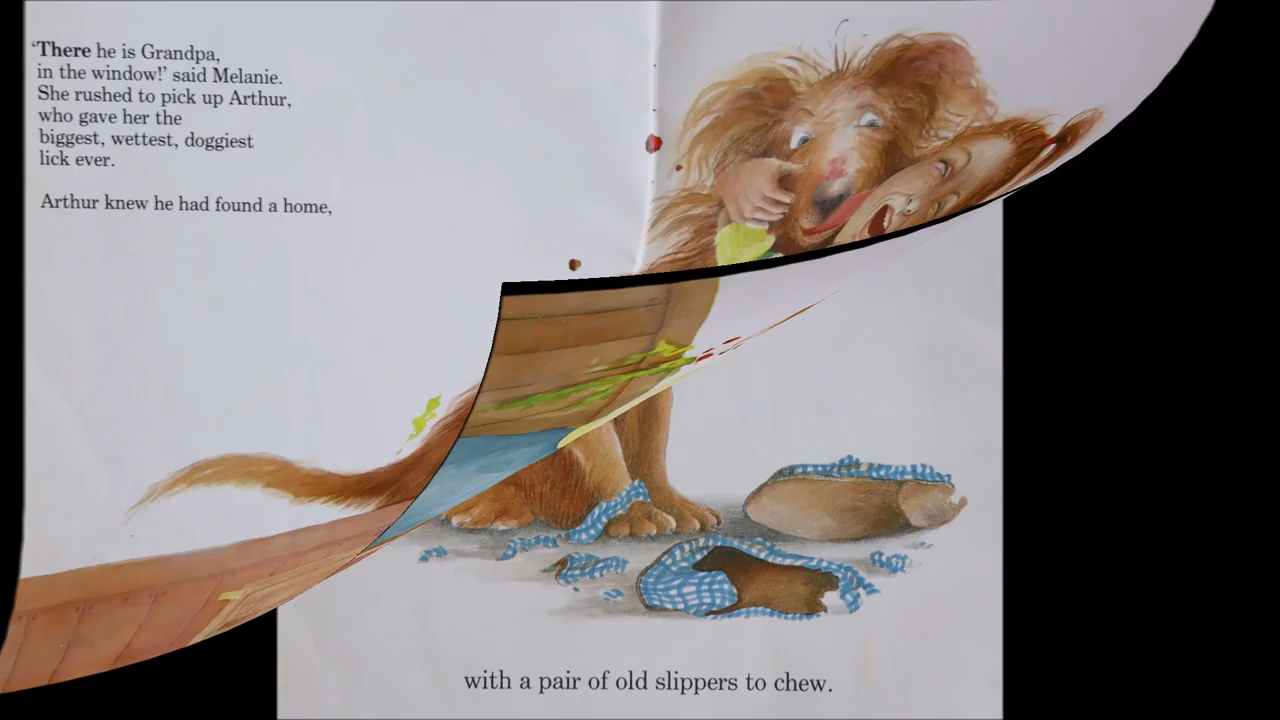 ‘There he is Grandpa,
in the window!’ said Melanie.
She rushed to pick up Arthur,
who gave her the
biggest, wettest, doggiest
lick ever.
Arthur knew he had found a home,
with a pair of old slippers to chew.